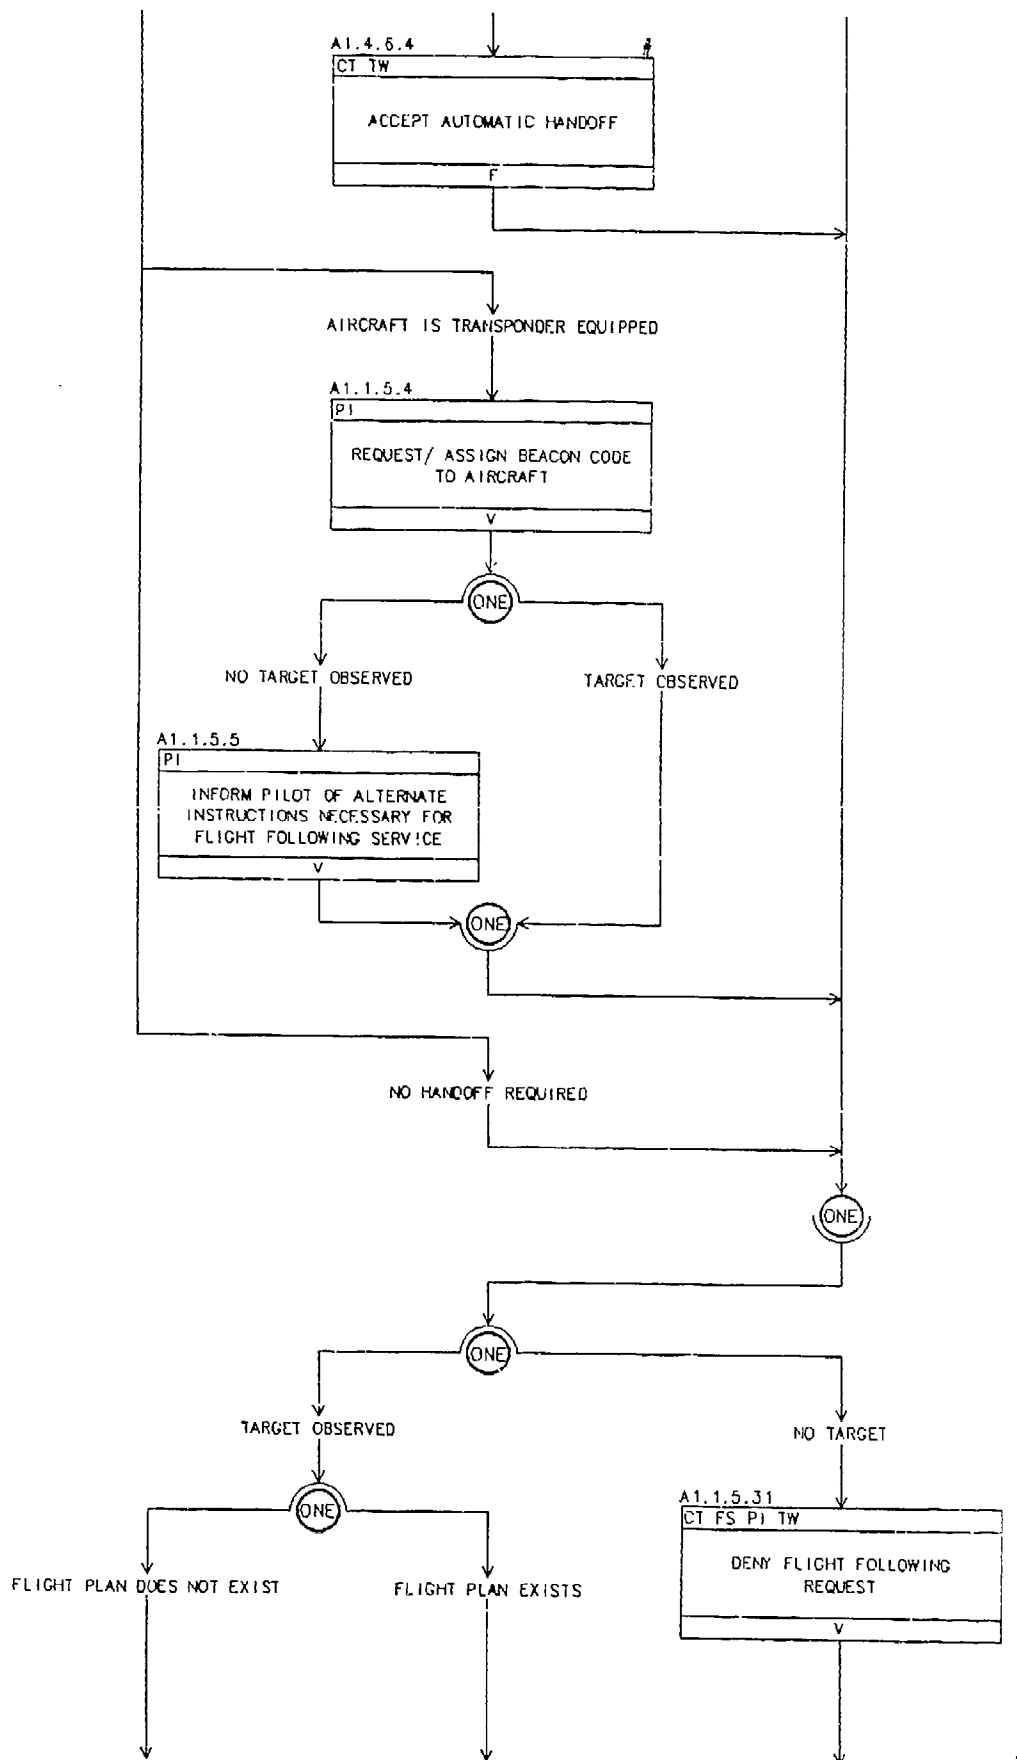 A1.4.6.4 #
CT TW
ACCEPT AUTOMATIC HANDOFF
F
AIRCRAFT IS TRANSPONDER EQUIPPED
A1.1.5.4
PI
REQUEST/ ASSIGN BEACON CODE
TO AIRCRAFT
V
ONE
NO TARGET OBSERVED
TARGET OBSERVED
A1.1.5.5
PI
INFORM PILOT OF ALTERNATE
INSTRUCTIONS NECESSARY FOR
FLIGHT FOLLOWING SERVICE
V
ONE
NO HANDOFF REQUIRED
ONE
ONE
TARGET OBSERVED
NO TARGET
ONE
A1.1.5.31
CT FS PI TW
DENY FLIGHT FOLLOWING
REQUEST
V
FLIGHT PLAN DOES NOT EXIST
FLIGHT PLAN EXISTS